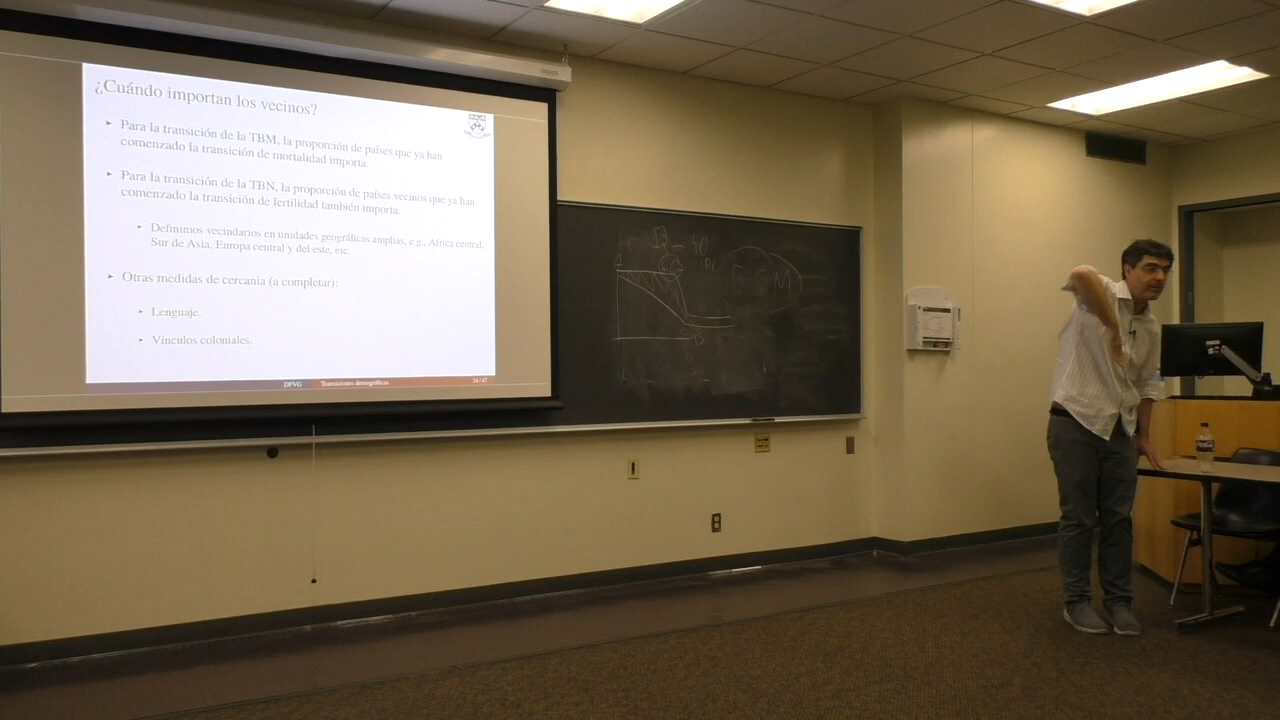 ¿Cuándo importan los vecinos?
Para la transición de la TBM, la proporción de países que ya han
comenzado la transición de mortalidad importa.
Para la transición de la TBN, la proporción de países vecinos que ya han
comenzado la transición de fertilidad también importa.
Definimos vecindarios en unidades geográficas amplias, e.g., África central,
Sur de Asia, Europa central y del este, etc.
Otras medidas de cercanía (a completar):
Lenguaje.
Vínculos coloniales.
DPVG Transiciones demográficas 34/47